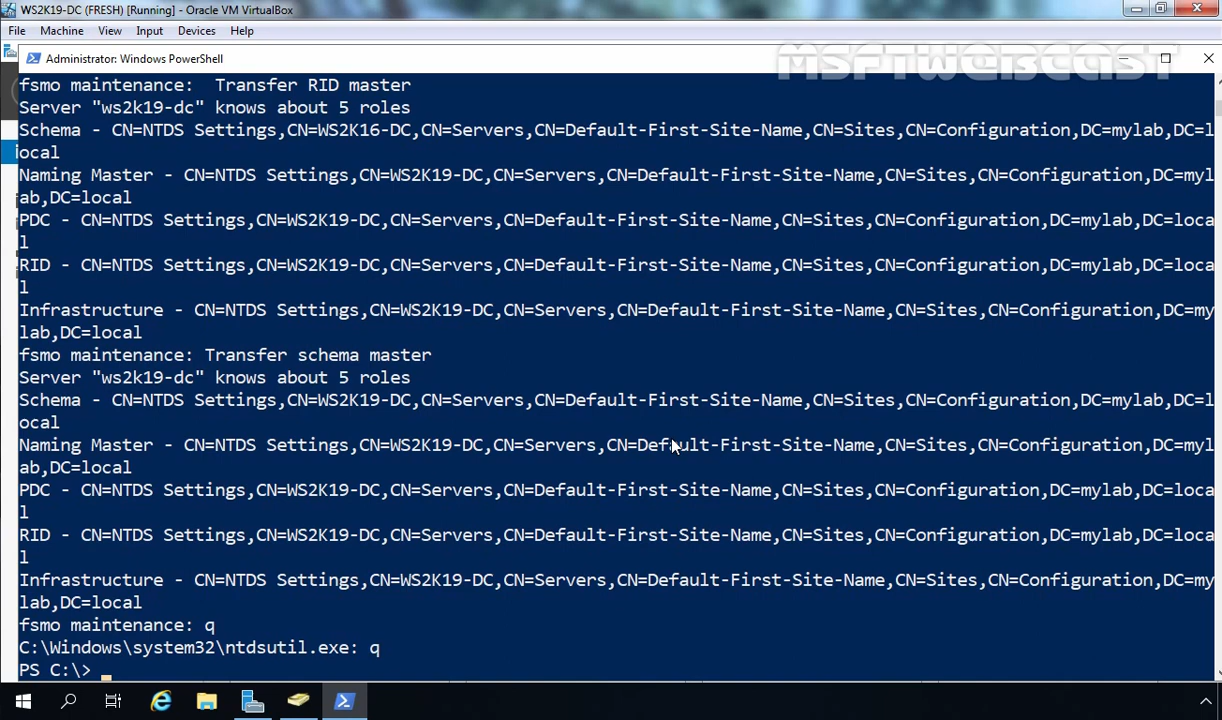 WS2K19-DC (FRESH) [Running] - Oracle VM VirtualBox
File Machine View Input Devices Help
Administrator: Windows PowerShell
MSFTWEBCAST
fsmo maintenance:  Transfer RID master
Server "ws2k19-dc" knows about 5 roles
Schema - CN=NTDS Settings,CN=WS2K16-DC,CN=Servers,CN=Default-First-Site-Name,CN=Sites,CN=Configuration,DC=mylab,DC=l
ocal
Naming Master - CN=NTDS Settings,CN=WS2K19-DC,CN=Servers,CN=Default-First-Site-Name,CN=Sites,CN=Configuration,DC=myl
ab,DC=local
PDC - CN=NTDS Settings,CN=WS2K19-DC,CN=Servers,CN=Default-First-Site-Name,CN=Sites,CN=Configuration,DC=mylab,DC=loca
l
RID - CN=NTDS Settings,CN=WS2K19-DC,CN=Servers,CN=Default-First-Site-Name,CN=Sites,CN=Configuration,DC=mylab,DC=loca
l
Infrastructure - CN=NTDS Settings,CN=WS2K19-DC,CN=Servers,CN=Default-First-Site-Name,CN=Sites,CN=Configuration,DC=my
lab,DC=local
fsmo maintenance: Transfer schema master
Server "ws2k19-dc" knows about 5 roles
Schema - CN=NTDS Settings,CN=WS2K19-DC,CN=Servers,CN=Default-First-Site-Name,CN=Sites,CN=Configuration,DC=mylab,DC=l
ocal
Naming Master - CN=NTDS Settings,CN=WS2K19-DC,CN=Servers,CN=Default-First-Site-Name,CN=Sites,CN=Configuration,DC=myl
ab,DC=local
PDC - CN=NTDS Settings,CN=WS2K19-DC,CN=Servers,CN=Default-First-Site-Name,CN=Sites,CN=Configuration,DC=mylab,DC=loca
l
RID - CN=NTDS Settings,CN=WS2K19-DC,CN=Servers,CN=Default-First-Site-Name,CN=Sites,CN=Configuration,DC=mylab,DC=loca
l
Infrastructure - CN=NTDS Settings,CN=WS2K19-DC,CN=Servers,CN=Default-First-Site-Name,CN=Sites,CN=Configuration,DC=my
lab,DC=local
fsmo maintenance: q
C:\Windows\system32\ntdsutil.exe: q
PS C:\>